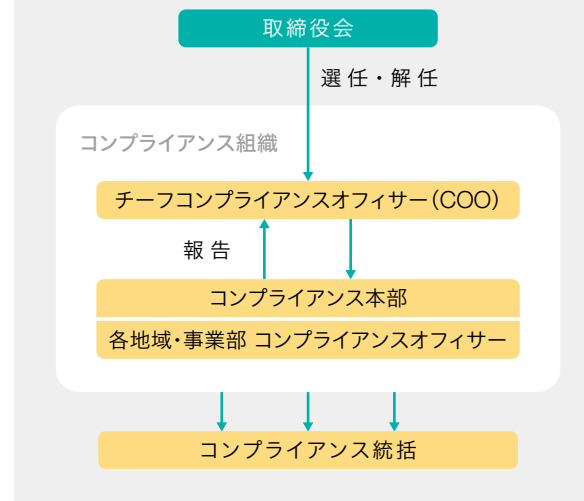 取締役会
選任・解任
コンプライアンス組織
チーフコンプライアンスオフィサー(COO)
報告
コンプライアンス本部
各地域・事業部 コンプライアンスオフィサー
コンプライアンス統括